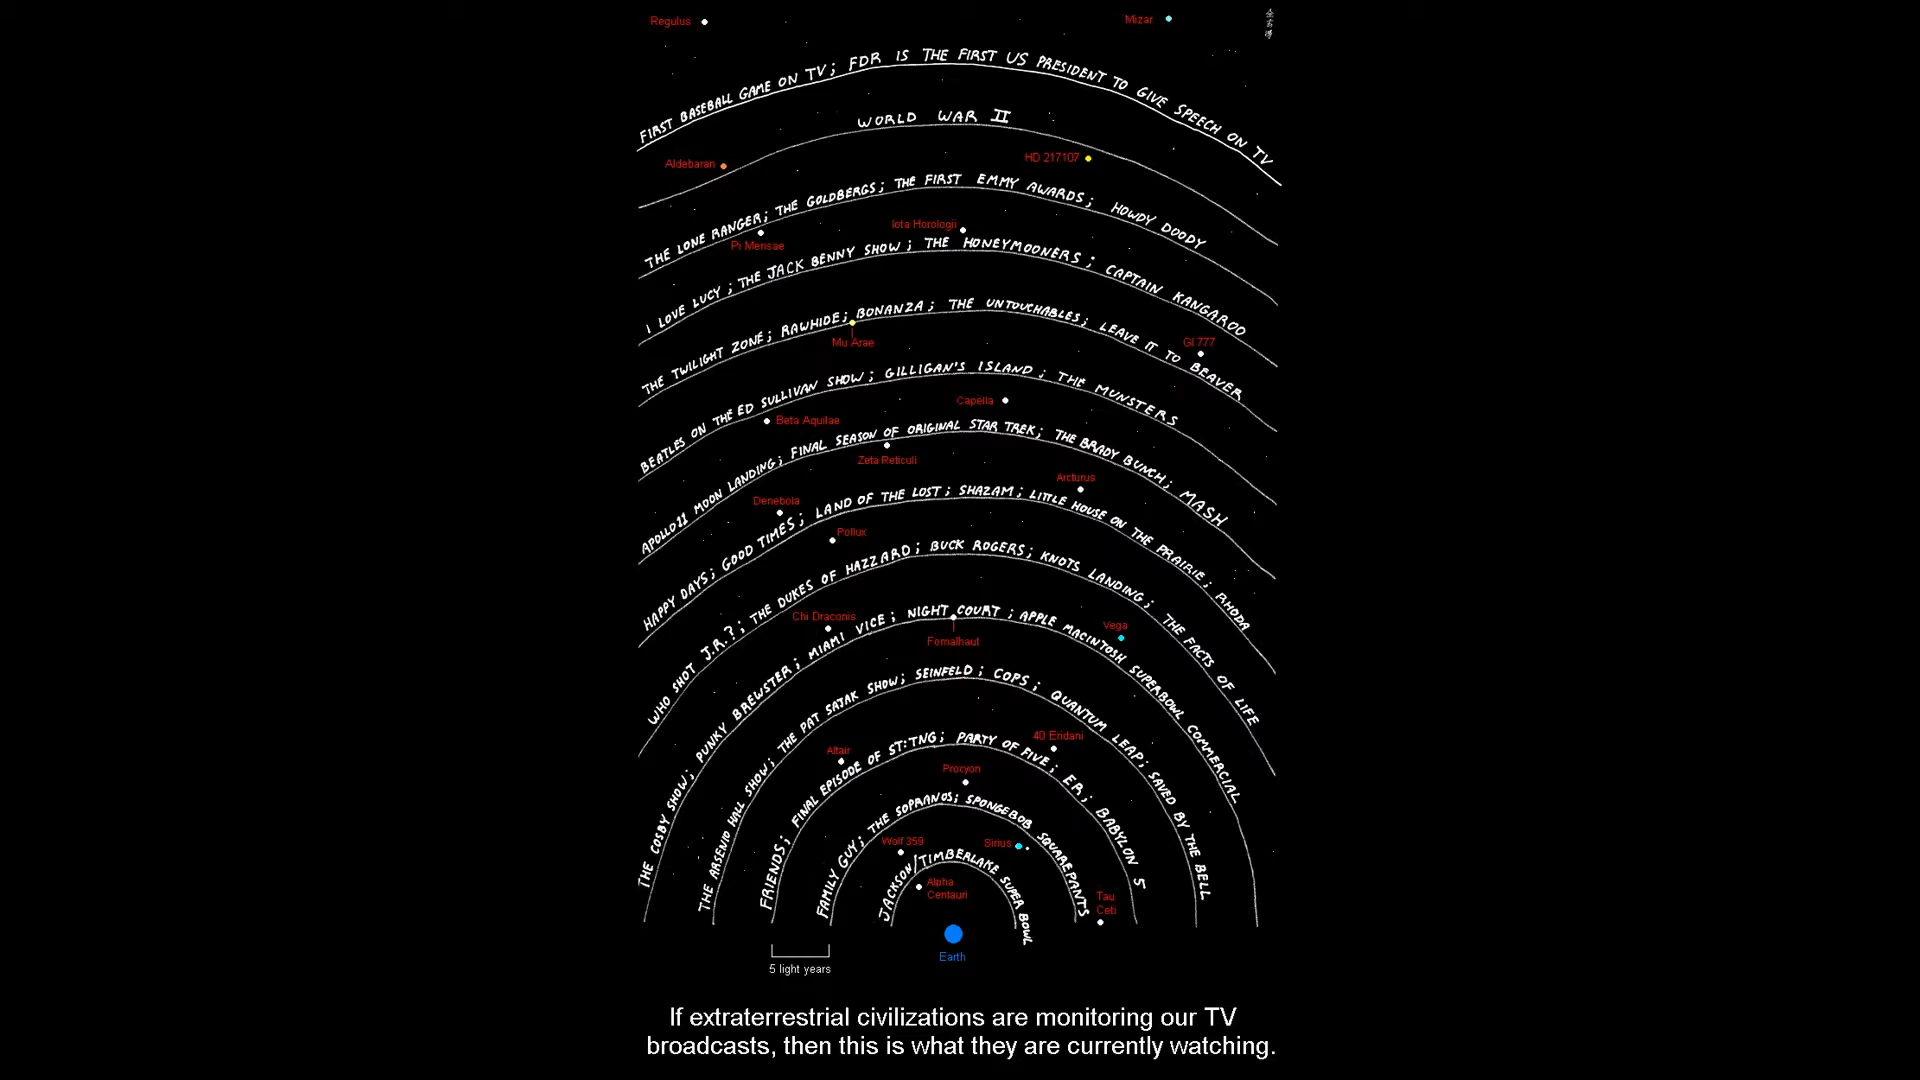 Regulus
Mizar
全 古 博
FIRST BASEBALL GAME ON TV; FDR IS THE FIRST US PRESIDENT TO GIVE SPEECH ON TV
WORLD WAR II
Aldebaran
HD 217107
THE LONE RANGER; THE GOLDBERGS; THE FIRST EMMY AWARDS; HOWDY DOODY
Pi Mensae
Iota Horologii
I LOVE LUCY; THE JACK BENNY SHOW; THE HONEYMOONERS; CAPTAIN KANGAROO
THE TWILIGHT ZONE; RAWHIDE; BONANZA; THE UNTOUCHABLES; LEAVE IT TO BEAVER
Mu Arae
Gl 777
BEATLES ON THE ED SULLIVAN SHOW; GILLIGAN'S ISLAND; THE MUNSTERS
Capella
Beta Aquilae
APOLLO 11 MOON LANDING; FINAL SEASON OF ORIGINAL STAR TREK; THE BRADY BUNCH; MASH
Zeta Reticuli
Arcturus
Denebola
HAPPY DAYS; GOOD TIMES; LAND OF THE LOST; SHAZAM; LITTLE HOUSE ON THE PRAIRIE; RHODA
Pollux
WHO SHOT J.R.?; THE DUKES OF HAZZARD; BUCK ROGERS; KNOTS LANDING; THE FACTS OF LIFE
Chi Draconis
Vega
THE COSBY SHOW; PUNKY BREWSTER; MIAMI VICE; NIGHT COURT; APPLE MACINTOSH SUPERBOWL COMMERCIAL
Fomalhaut
THE ARSENIO HALL SHOW; THE PAT SAJAK SHOW; SEINFELD; COPS; QUANTUM LEAP; SAVED BY THE BELL
Altair
40 Eridani
FRIENDS; FINAL EPISODE OF ST:TNG; PARTY OF FIVE; ER; BABYLON 5
Procyon
FAMILY GUY; THE SOPRANOS; SPONGEBOB SQUAREPANTS
Wolf 359
Sirius
JACKSON/TIMBERLAKE SUPER BOWL
Alpha
Centauri
Tau
Ceti
Earth
5 light years
If extraterrestrial civilizations are monitoring our TV
broadcasts, then this is what they are currently watching.